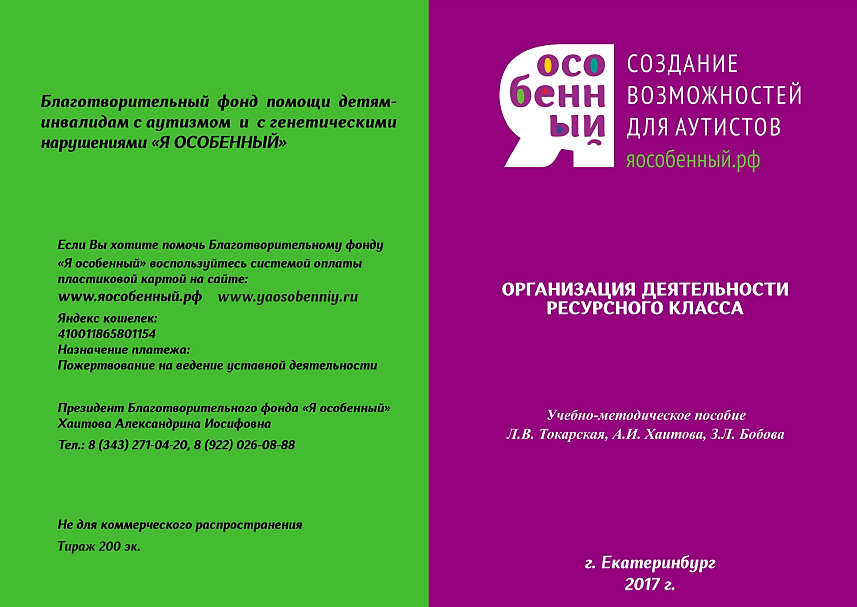 Благотворительный фонд помощи детям-
инвалидам с аутизмом и с генетическими
нарушениями «Я ОСОБЕННЫЙ»
Если Вы хотите помочь Благотворительному фонду
«Я особенный» воспользуйтесь системой оплаты
пластиковой картой на сайте:
www.яособенный.рф www.yaosobenniy.ru
Яндекс кошелек:
410011865801154
Назначение платежа:
Пожертвование на ведение уставной деятельности
Президент Благотворительного фонда «Я особенный»
Хаитова Александрина Иосифовна
Тел.: 8 (343) 271-04-20, 8 (922) 026-08-88
Не для коммерческого распространения
Тираж 200 эк.
Я
осо
бенн
ый
СОЗДАНИЕ
ВОЗМОЖНОСТЕЙ
ДЛЯ АУТИСТОВ
яособенный.рф
ОРГАНИЗАЦИЯ ДЕЯТЕЛЬНОСТИ
РЕСУРСНОГО КЛАССА
Учебно-методическое пособие
Л.В. Токарская, А.И. Хаитова, З.Л. Бобова
г. Екатеринбург
2017 г.